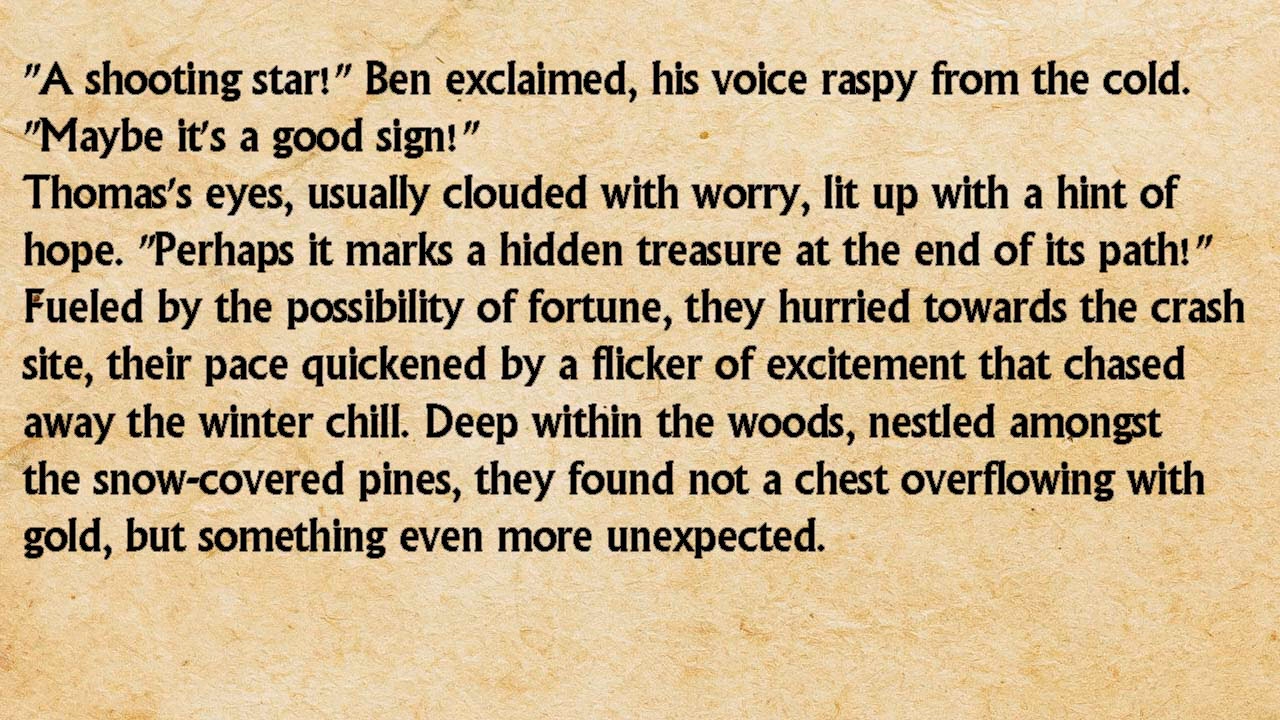 "A shooting star!" Ben exclaimed, his voice raspy from the cold.
"Maybe it's a good sign!"
Thomas's eyes, usually clouded with worry, lit up with a hint of
hope. "Perhaps it marks a hidden treasure at the end of its path!"
Fueled by the possibility of fortune, they hurried towards the crash
site, their pace quickened by a flicker of excitement that chased
away the winter chill. Deep within the woods, nestled amongst
the snow-covered pines, they found not a chest overflowing with
gold, but something even more unexpected.